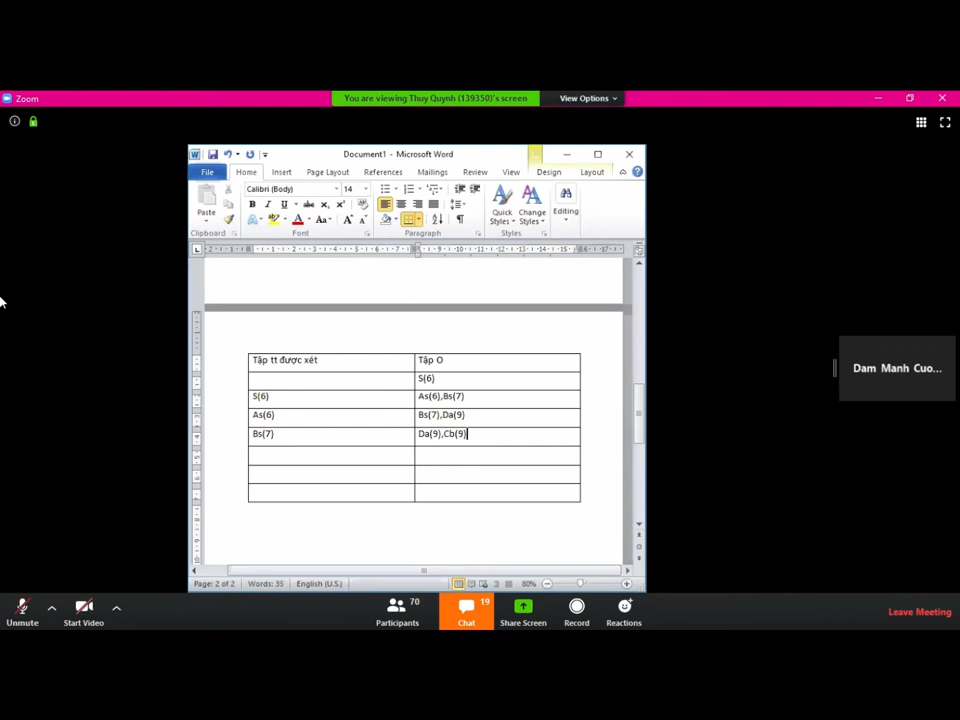 Zoom
You are viewing Thuy Quynh (139350)'s screen
View Options
Document1 - Microsoft Word
File Home Insert Page Layout References Mailings Review View Design Layout
Calibri (Body) 14
Paste
Quick Styles
Change Styles
Editing
Clipboard Font Paragraph Styles
Tập tt được xét Tập O
S(6)
S(6) As(6),Bs(7)
As(6) Bs(7),Da(9)
Bs(7) Da(9),Cb(9)
Dam Manh Cuo...
Page: 2 of 2 Words: 35 English (U.S.) 80%
70 19
Unmute Start Video Participants Chat Share Screen Record Reactions
Leave Meeting